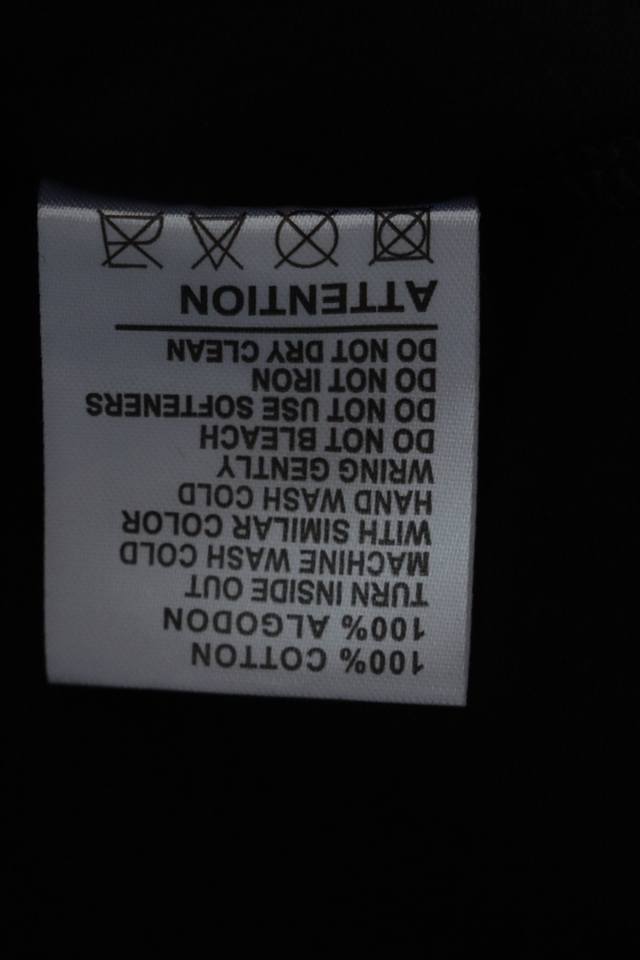 100% COTTON
100% ALGODON
TURN INSIDE OUT
MACHINE WASH COLD
WITH SIMILAR COLOR
HAND WASH COLD
WRING GENTLY
DO NOT BLEACH
DO NOT USE SOFTENERS
DO NOT IRON
DO NOT DRY CLEAN
ATTENTION